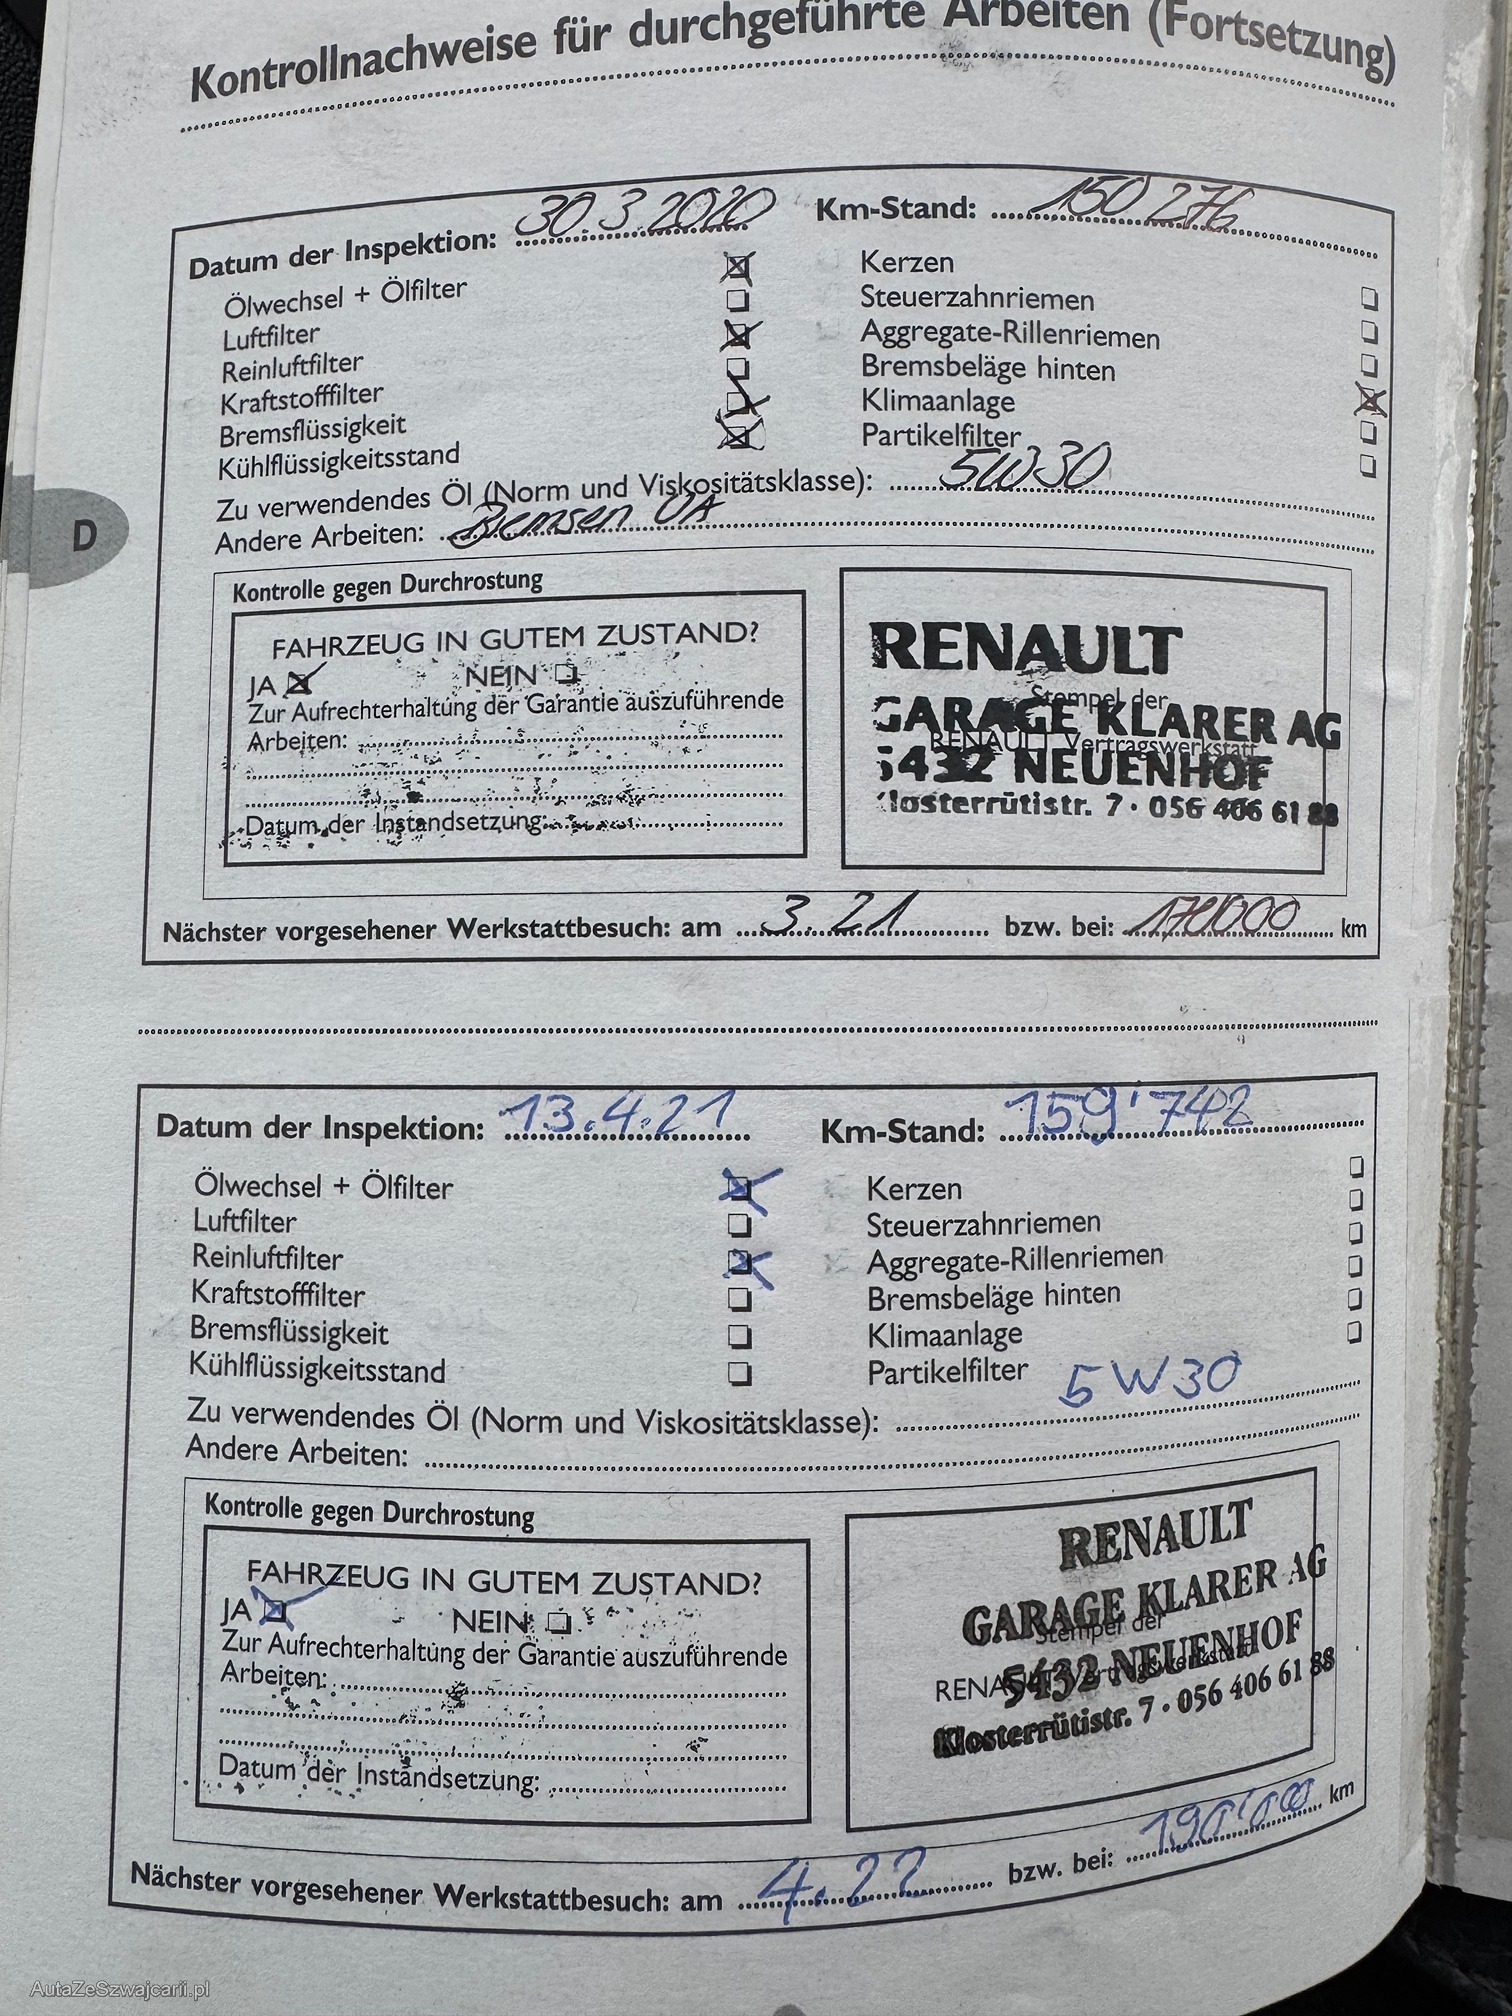 Kontrollnachweise für durchgeführte Arbeiten (Fortsetzung)
Datum der Inspektion: 30.3.2020 Km-Stand: 150276
Ölwechsel + Ölfilter Kerzen
Luftfilter Steuerzahnriemen
Reinluftfilter Aggregate-Rillenriemen
Kraftstofffilter Bremsbeläge hinten
Bremsflüssigkeit Klimaanlage
Kühlflüssigkeitsstand Partikelfilter
Zu verwendendes Öl (Norm und Viskositätsklasse): 5W30
Andere Arbeiten:
D
Kontrolle gegen Durchrostung
FAHRZEUG IN GUTEM ZUSTAND?
JA NEIN
Zur Aufrechterhaltung der Garantie auszuführende
Arbeiten:
Datum der Instandsetzung:
RENAULT
Stempel der
GARAGE KLARER AG
RENAULT Vertragswerkstatt
5432 NEUENHOF
Klosterrütistr. 7 · 056 406 61 88
Nächster vorgesehener Werkstattbesuch: am 3.21 bzw. bei: km
Datum der Inspektion: 13.4.21 Km-Stand: 159'742
Ölwechsel + Ölfilter Kerzen
Luftfilter Steuerzahnriemen
Reinluftfilter Aggregate-Rillenriemen
Kraftstofffilter Bremsbeläge hinten
Bremsflüssigkeit Klimaanlage
Kühlflüssigkeitsstand Partikelfilter
Zu verwendendes Öl (Norm und Viskositätsklasse): 5W30
Andere Arbeiten:
Kontrolle gegen Durchrostung
FAHRZEUG IN GUTEM ZUSTAND?
JA NEIN
Zur Aufrechterhaltung der Garantie auszuführende
Arbeiten:
Datum der Instandsetzung:
RENAULT
GARAGE KLARER AG
Stempel der
5432 NEUENHOF
RENAULT Vertragswerkstatt
Klosterrütistr. 7 · 056 406 61 88
Nächster vorgesehener Werkstattbesuch: am 4.22 bzw. bei: km
AutaZeSzwajcarii.pl